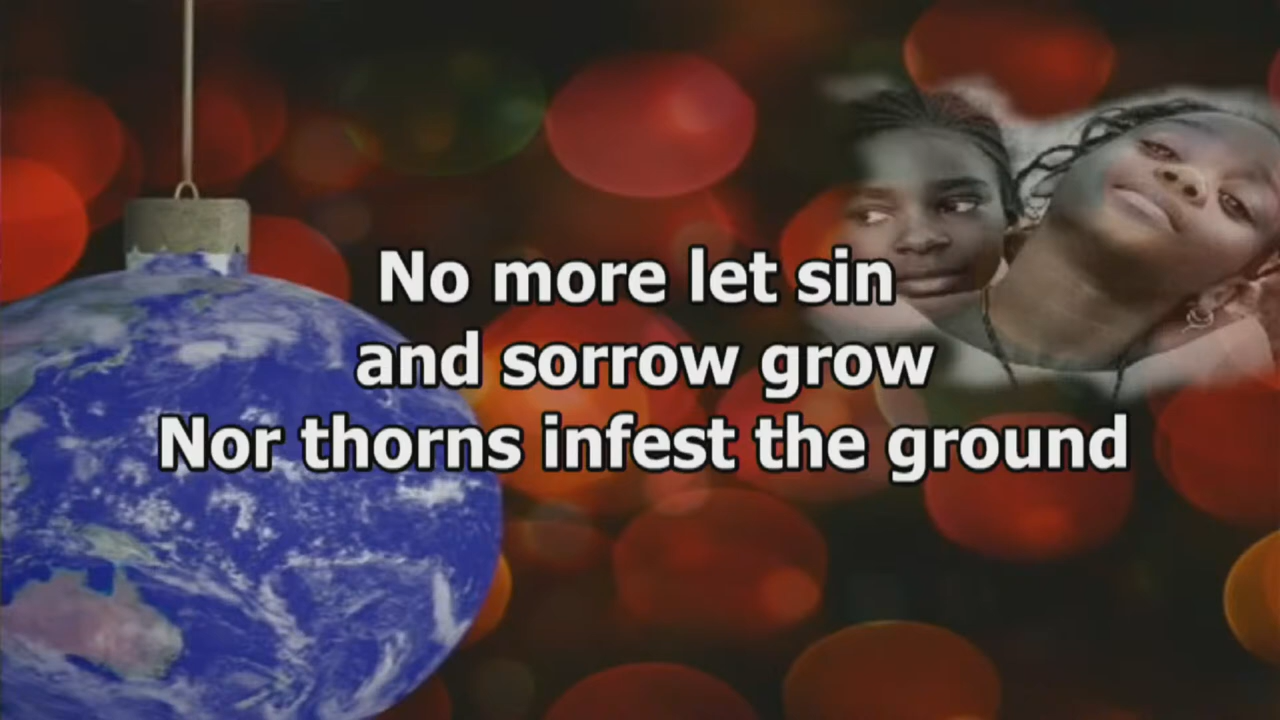 No more let sin
and sorrow grow
Nor thorns infest the ground